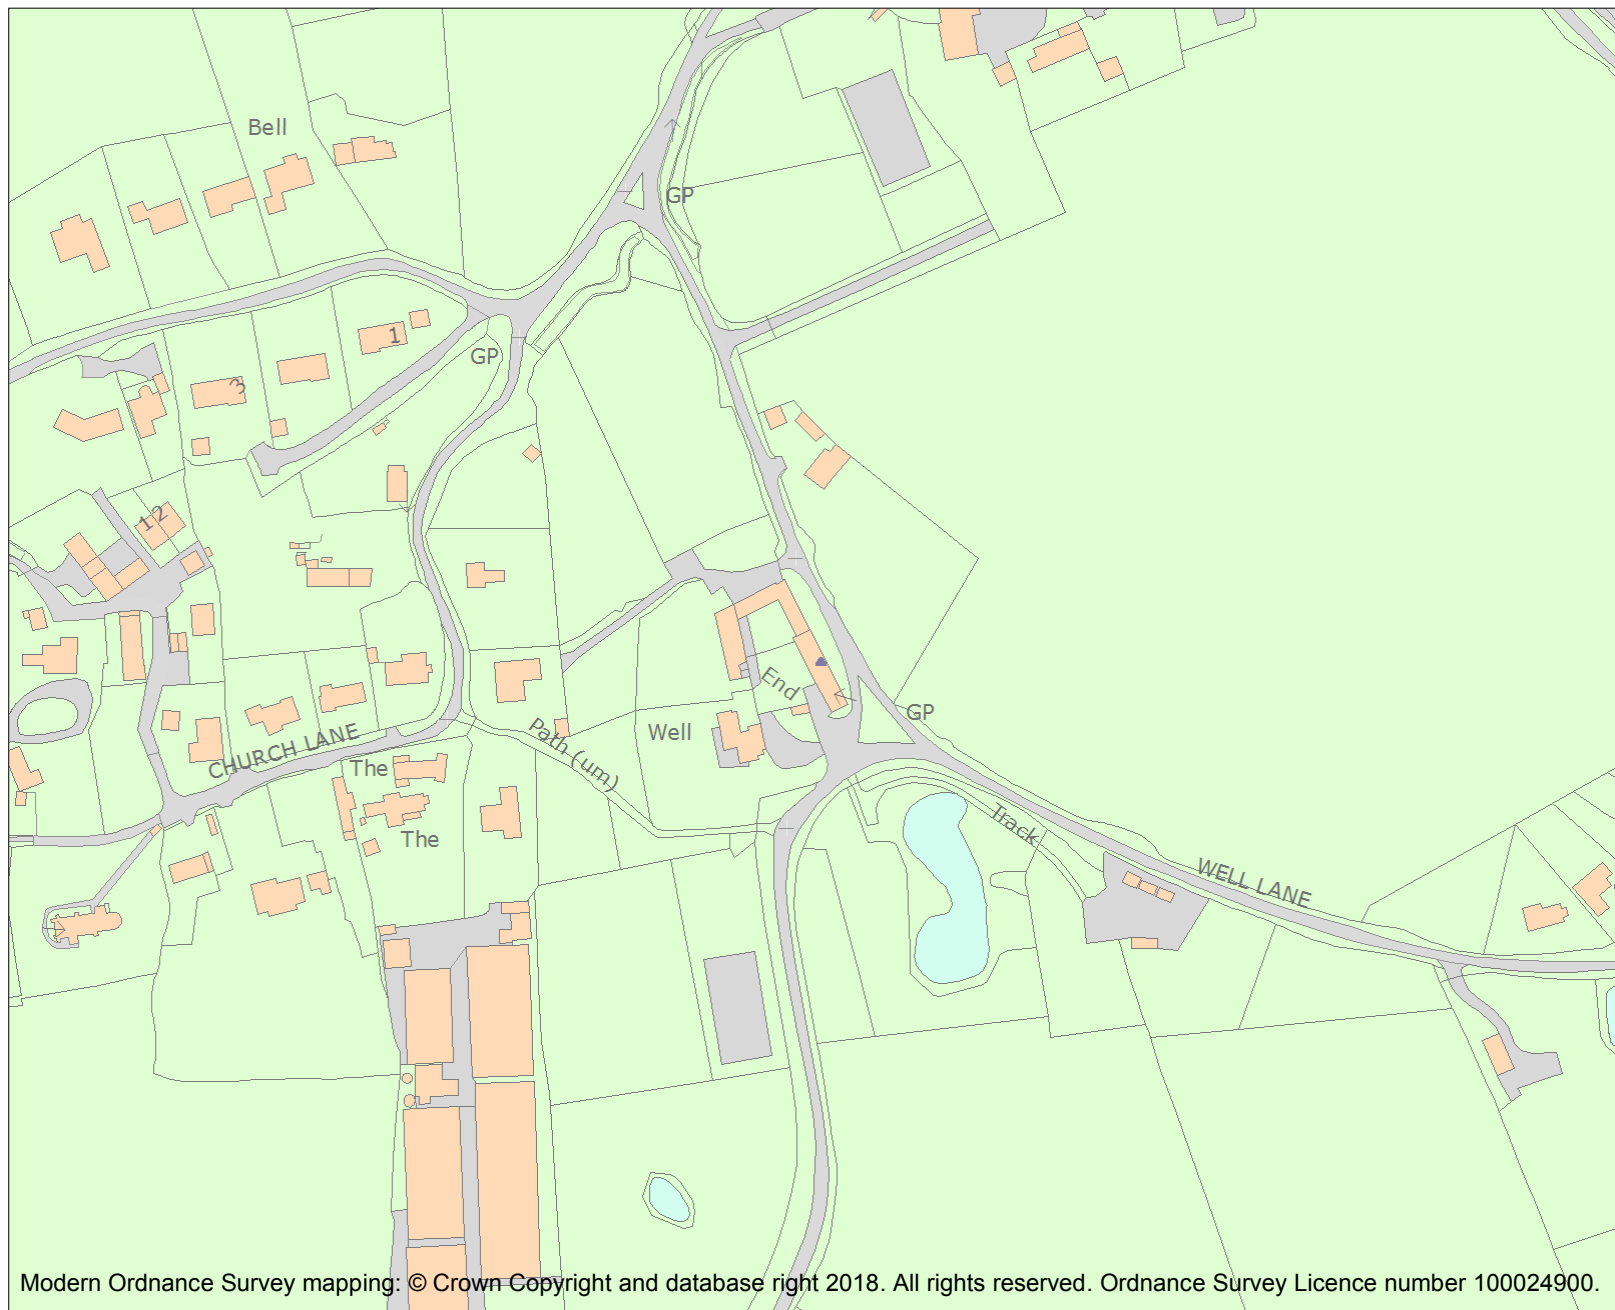 Bell
GP
1
GP
3
1 2
End
GP
Well
Path (um)
CHURCH LANE
The
The
Track
WELL LANE
Modern Ordnance Survey mapping: © Crown Copyright and database right 2018. All rights reserved. Ordnance Survey Licence number 100024900.